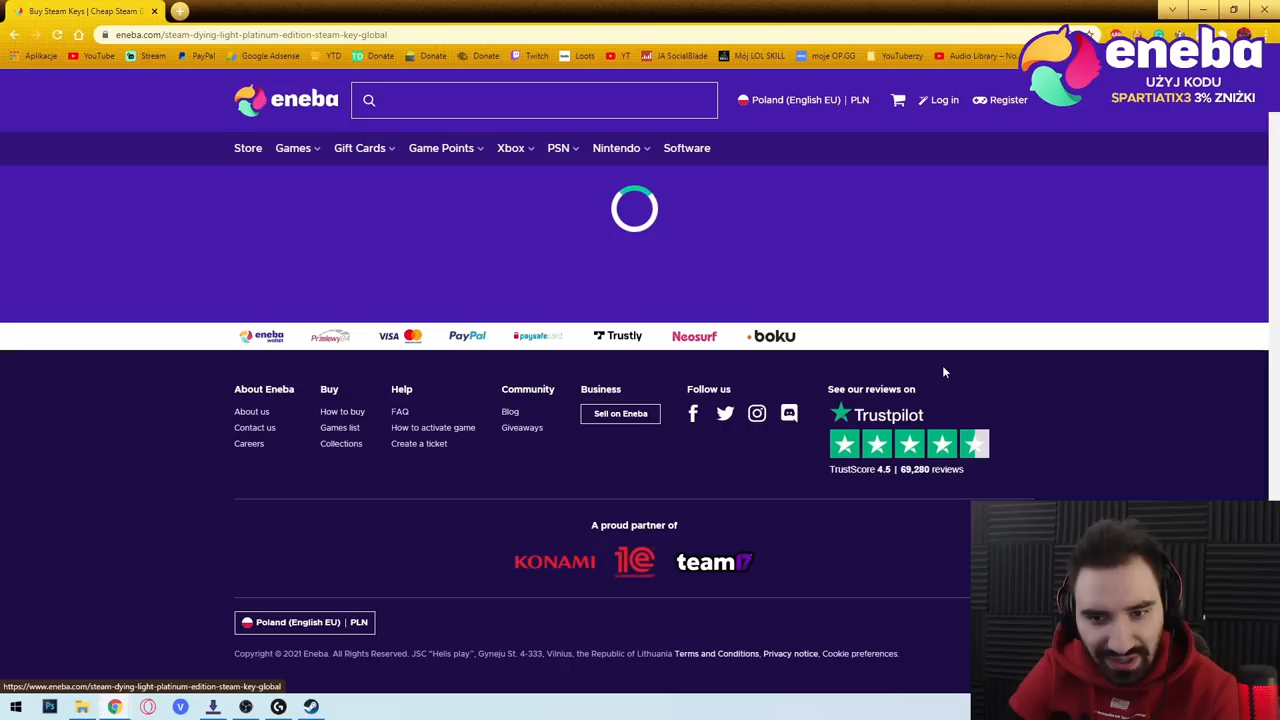 Buy Steam Keys | Cheap Steam G
eneba.com/steam-dying-light-platinum-edition-steam-key-global
Aplikacje YouTube Stream PayPal Google Adsense YTD Donate Donate Donate Twitch Loots YT JA SocialBlade Mój LOL SKILL moje OP.GG YouTuberzy Audio Library – No...
eneba
UŻYJ KODU
SPARTIATIX3 3% ZNIŻKI
eneba
Poland (English EU) | PLN
Log in
Register
Store Games Gift Cards Game Points Xbox PSN Nintendo Software
eneba wallet Przelewy24 VISA PayPal paysafecard Trustly Neosurf boku
About Eneba Buy Help Community Business Follow us See our reviews on
About us How to buy FAQ Blog Sell on Eneba Trustpilot
Contact us Games list How to activate game Giveaways
Careers Collections Create a ticket
TrustScore 4.5 | 69,280 reviews
A proud partner of
KONAMI 1C team17
Poland (English EU) | PLN
Copyright © 2021 Eneba. All Rights Reserved. JSC "Helis play", Gyneju St. 4-333, Vilnius, the Republic of Lithuania Terms and Conditions, Privacy notice, Cookie preferences.
https://www.eneba.com/steam-dying-light-platinum-edition-steam-key-global